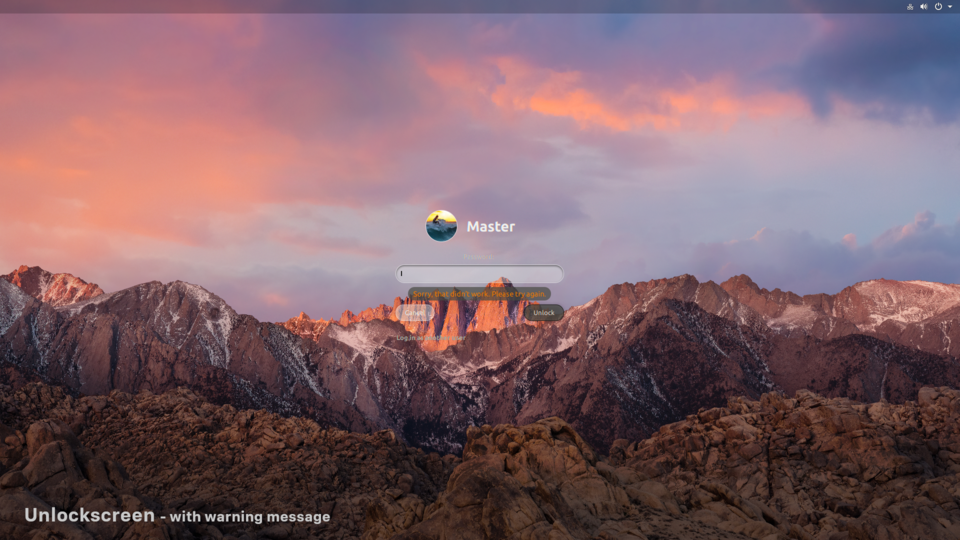 Master
Sorry, that didn't work. Please try again.
Cancel
Unlock
Log in as another user
Unlockscreen - with warning message